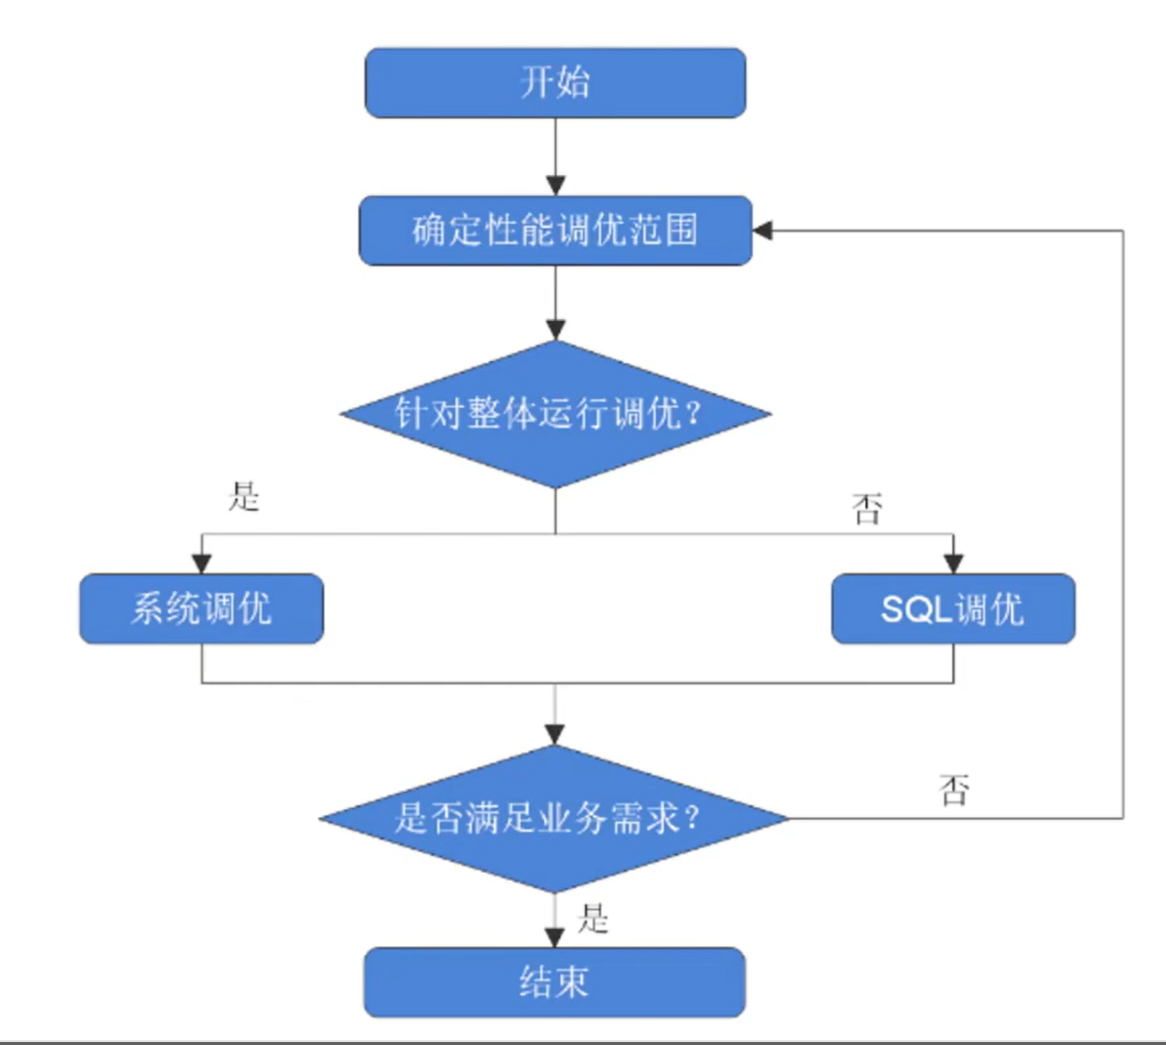 开始
确定性能调优范围
针对整体运行调优？
是
否
系统调优
SQL调优
是否满足业务需求？
否
是
结束